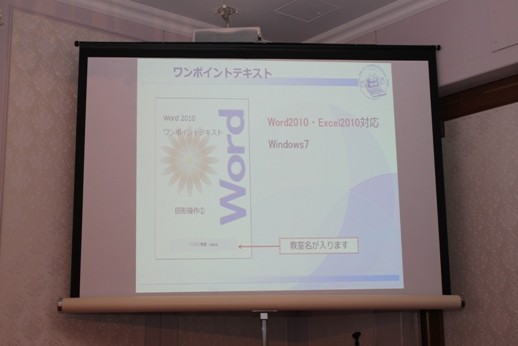 ワンポイントテキスト
Word 2010
ワンポイントテキスト
Word
図形操作①
Word2010・Excel2010対応
Windows7
教室名が入ります